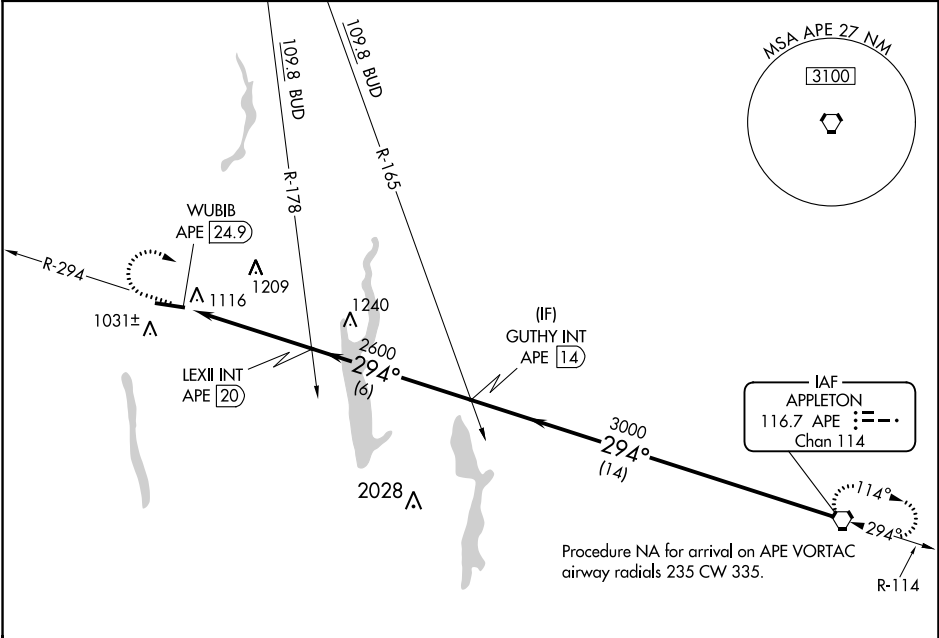 MSA APE 27 NM
3100
109.8 BUD
109.8 BUD
R-178
R-165
WUBIB
APE 24.9
R-294
1209
1116
1031±
1240
(IF)
GUTHY INT
APE 14
LEXII INT
APE 20
2600
294°
(6)
IAF
APPLETON
116.7 APE
Chan 114
3000
294°
(14)
2028
114°
294°
Procedure NA for arrival on APE VORTAC
airway radials 235 CW 335.
R-114